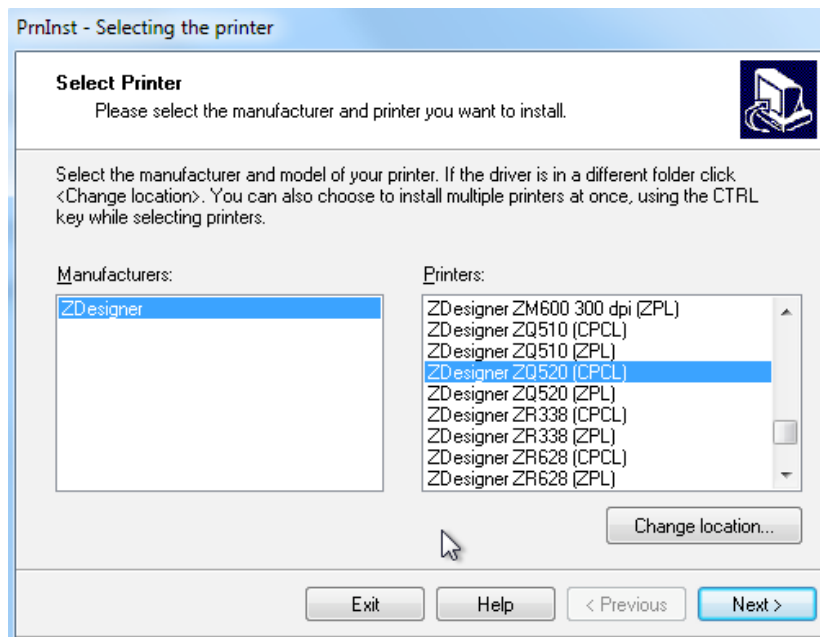 PrnInst - Selecting the printer
Select Printer
Please select the manufacturer and printer you want to install.
Select the manufacturer and model of your printer. If the driver is in a different folder click
<Change location>. You can also choose to install multiple printers at once, using the CTRL
key while selecting printers.
Manufacturers:
ZDesigner
Printers:
ZDesigner ZM600 300 dpi (ZPL)
ZDesigner ZQ510 (CPCL)
ZDesigner ZQ510 (ZPL)
ZDesigner ZQ520 (CPCL)
ZDesigner ZQ520 (ZPL)
ZDesigner ZR338 (CPCL)
ZDesigner ZR338 (ZPL)
ZDesigner ZR628 (CPCL)
ZDesigner ZR628 (ZPL)
Change location...
Exit
Help
< Previous
Next >